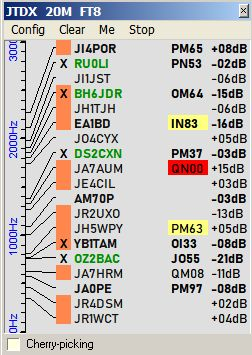 JTDX 20M FT8
Config Clear Me Stop
3000
JI4POR PM65 +08dB
X RU0LI PN53 -02dB
JI1JST -06dB
X BH6JDR OM64 -15dB
JH1TJH -06dB
EA1BD IN83 -16dB
2000Hz
JO4CYX +05dB
X DS2CXN PM37 -03dB
JA7AUM QN00 +15dB
JE4CIL +03dB
AM70P -03dB
JR2UXO -13dB
1000Hz
JH5WPY PM63 +05dB
X YB1TAM OI33 -08dB
X OZ2BAC JO55 -21dB
JA7HRM QM08 -11dB
JA0PE PM97 -08dB
JR4DSM +02dB
0Hz
JR1WCT +04dB
Cherry-picking